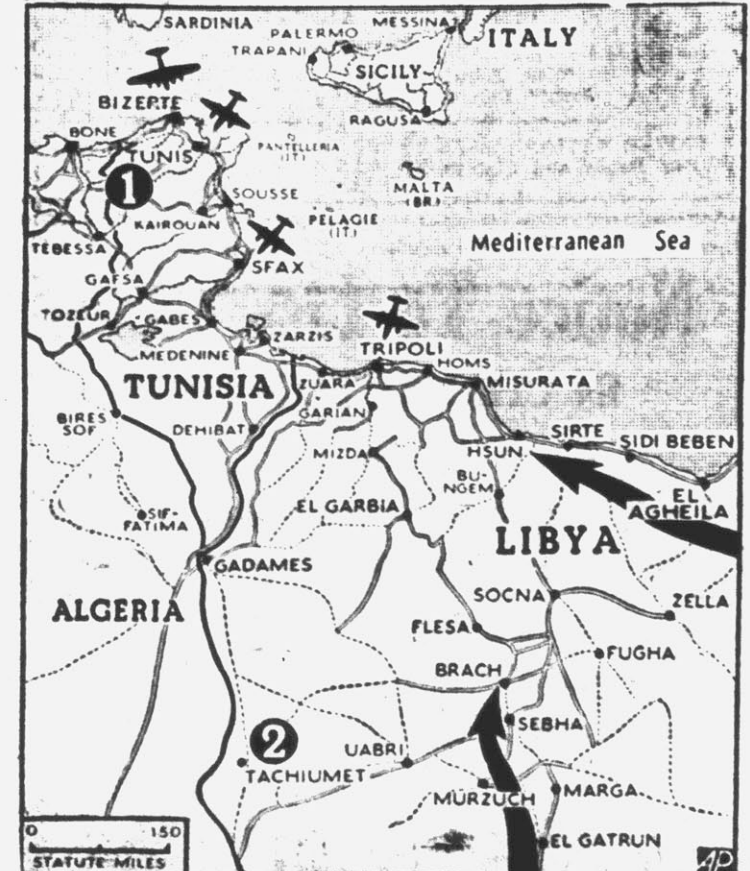 SARDINIA
MESSINA
ITALY
PALERMO
TRAPANI
SICILY
BIZERTE
RAGUSA
BONE
TUNIS
PANTELLERIA
(IT.)
1
MALTA
(BR.)
SOUSSE
PELAGIE
(IT.)
KAIROUAN
Mediterranean Sea
TEBESSA
SFAX
GAFSA
TOZEUR
GABES
ZARZIS
MEDENINE
TRIPOLI
HOMS
TUNISIA
ZUARA
MISURATA
BIRES
SOF
GARIAN
DEHIBAT
SIRTE
HSUN
SIDI BEBEN
MIZDA
BU-
NGEM
EL
AGHEILA
EL GARBIA
SIF-
FATIMA
LIBYA
GADAMES
SOCNA
ZELLA
ALGERIA
FLESA
FUGHA
BRACH
SEBHA
2
UABRI
TACHIUMET
MURZUCH
MARGA
EL GATRUN
0 150
STATUTE MILES
AP